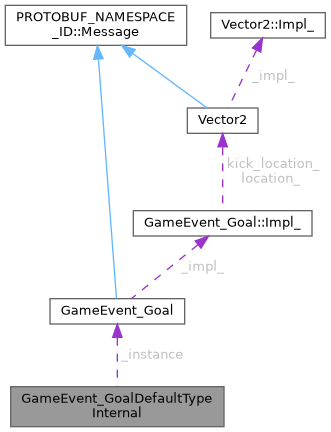 PROTOBUF_NAMESPACE
_ID::Message
Vector2::Impl_
_impl_
Vector2
kick_location_
location_
GameEvent_Goal::Impl_
_impl_
GameEvent_Goal
_instance
GameEvent_GoalDefaultType
Internal